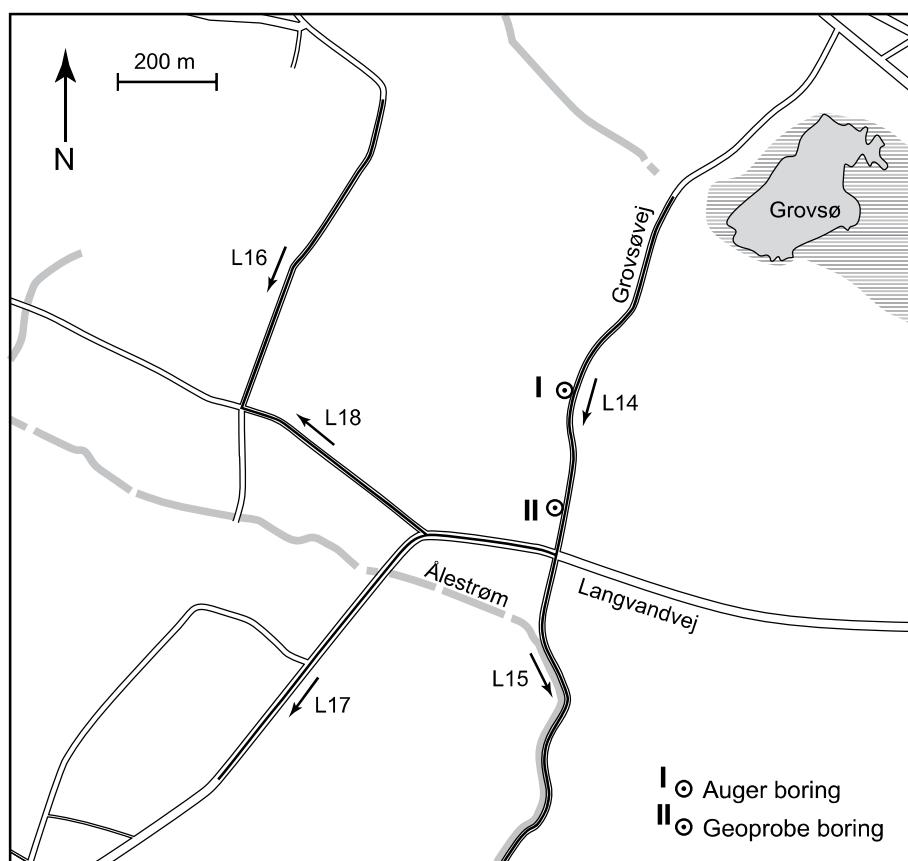 200 m
N
Grovsø
Grovsøvej
L16
I
L14
L18
II
Ålestrøm
Langvandvej
L15
L17
I Auger boring
II Geoprobe boring